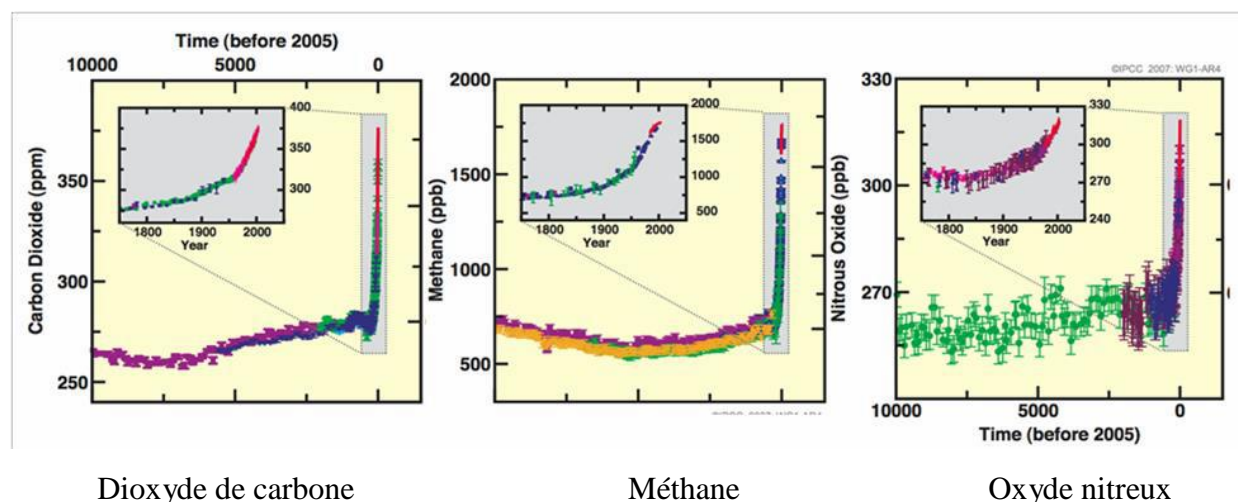 Time (before 2005)
10000 5000 0
Carbon Dioxide (ppm)
350
300
250
400
350
300
1800 1900 2000
Year
Methane (ppb)
2000
1500
1000
500
2000
1500
1000
500
1800 1900 2000
Year
©IPCC 2007: WG1-AR4
Nitrous Oxide (ppb)
330
300
270
330
300
270
240
1800 1900 2000
Year
10000 5000 0
Time (before 2005)
Dioxyde de carbone Méthane Oxyde nitreux